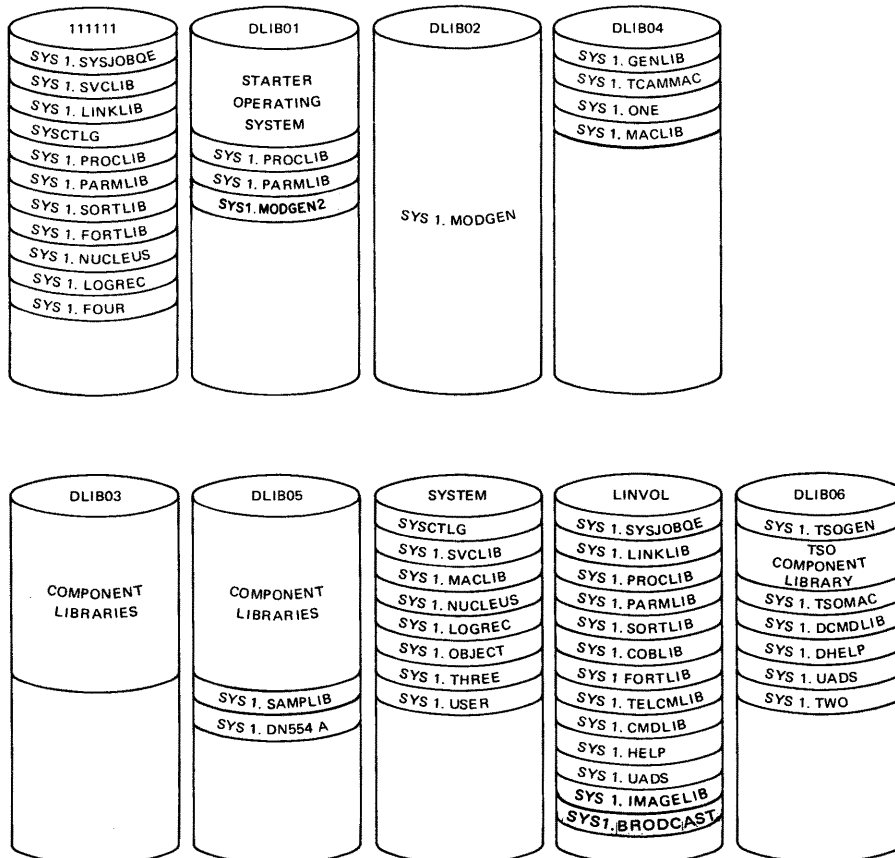 111111
SYS 1. SYSJOBQE
SYS 1. SVCLIB
SYS 1. LINKLIB
SYSCTLG
SYS 1. PROCLIB
SYS 1. PARMLIB
SYS 1. SORTLIB
SYS 1. FORTLIB
SYS 1. NUCLEUS
SYS 1. LOGREC
SYS 1. FOUR
DLIB01
STARTER
OPERATING
SYSTEM
SYS 1. PROCLIB
SYS 1. PARMLIB
SYS1. MODGEN2
DLIB02
SYS 1. MODGEN
DLIB04
SYS 1. GENLIB
SYS 1. TCAMMAC
SYS 1. ONE
SYS 1. MACLIB
DLIB03
COMPONENT
LIBRARIES
DLIB05
COMPONENT
LIBRARIES
SYS 1. SAMPLIB
SYS 1. DN554 A
SYSTEM
SYSCTLG
SYS 1. SVCLIB
SYS 1. MACLIB
SYS 1. NUCLEUS
SYS 1. LOGREC
SYS 1. OBJECT
SYS 1. THREE
SYS 1. USER
LINVOL
SYS 1. SYSJOBQE
SYS 1. LINKLIB
SYS 1. PROCLIB
SYS 1. PARMLIB
SYS 1. SORTLIB
SYS 1. COBLIB
SYS 1 FORTLIB
SYS 1. TELCMLIB
SYS 1. CMDLIB
SYS 1. HELP
SYS 1. UADS
SYS 1. IMAGELIB
SYS1. BRODCAST
DLIB06
SYS 1. TSOGEN
TSO
COMPONENT
LIBRARY
SYS 1. TSOMAC
SYS 1. DCMDLIB
SYS 1. DHELP
SYS 1. UADS
SYS 1. TWO